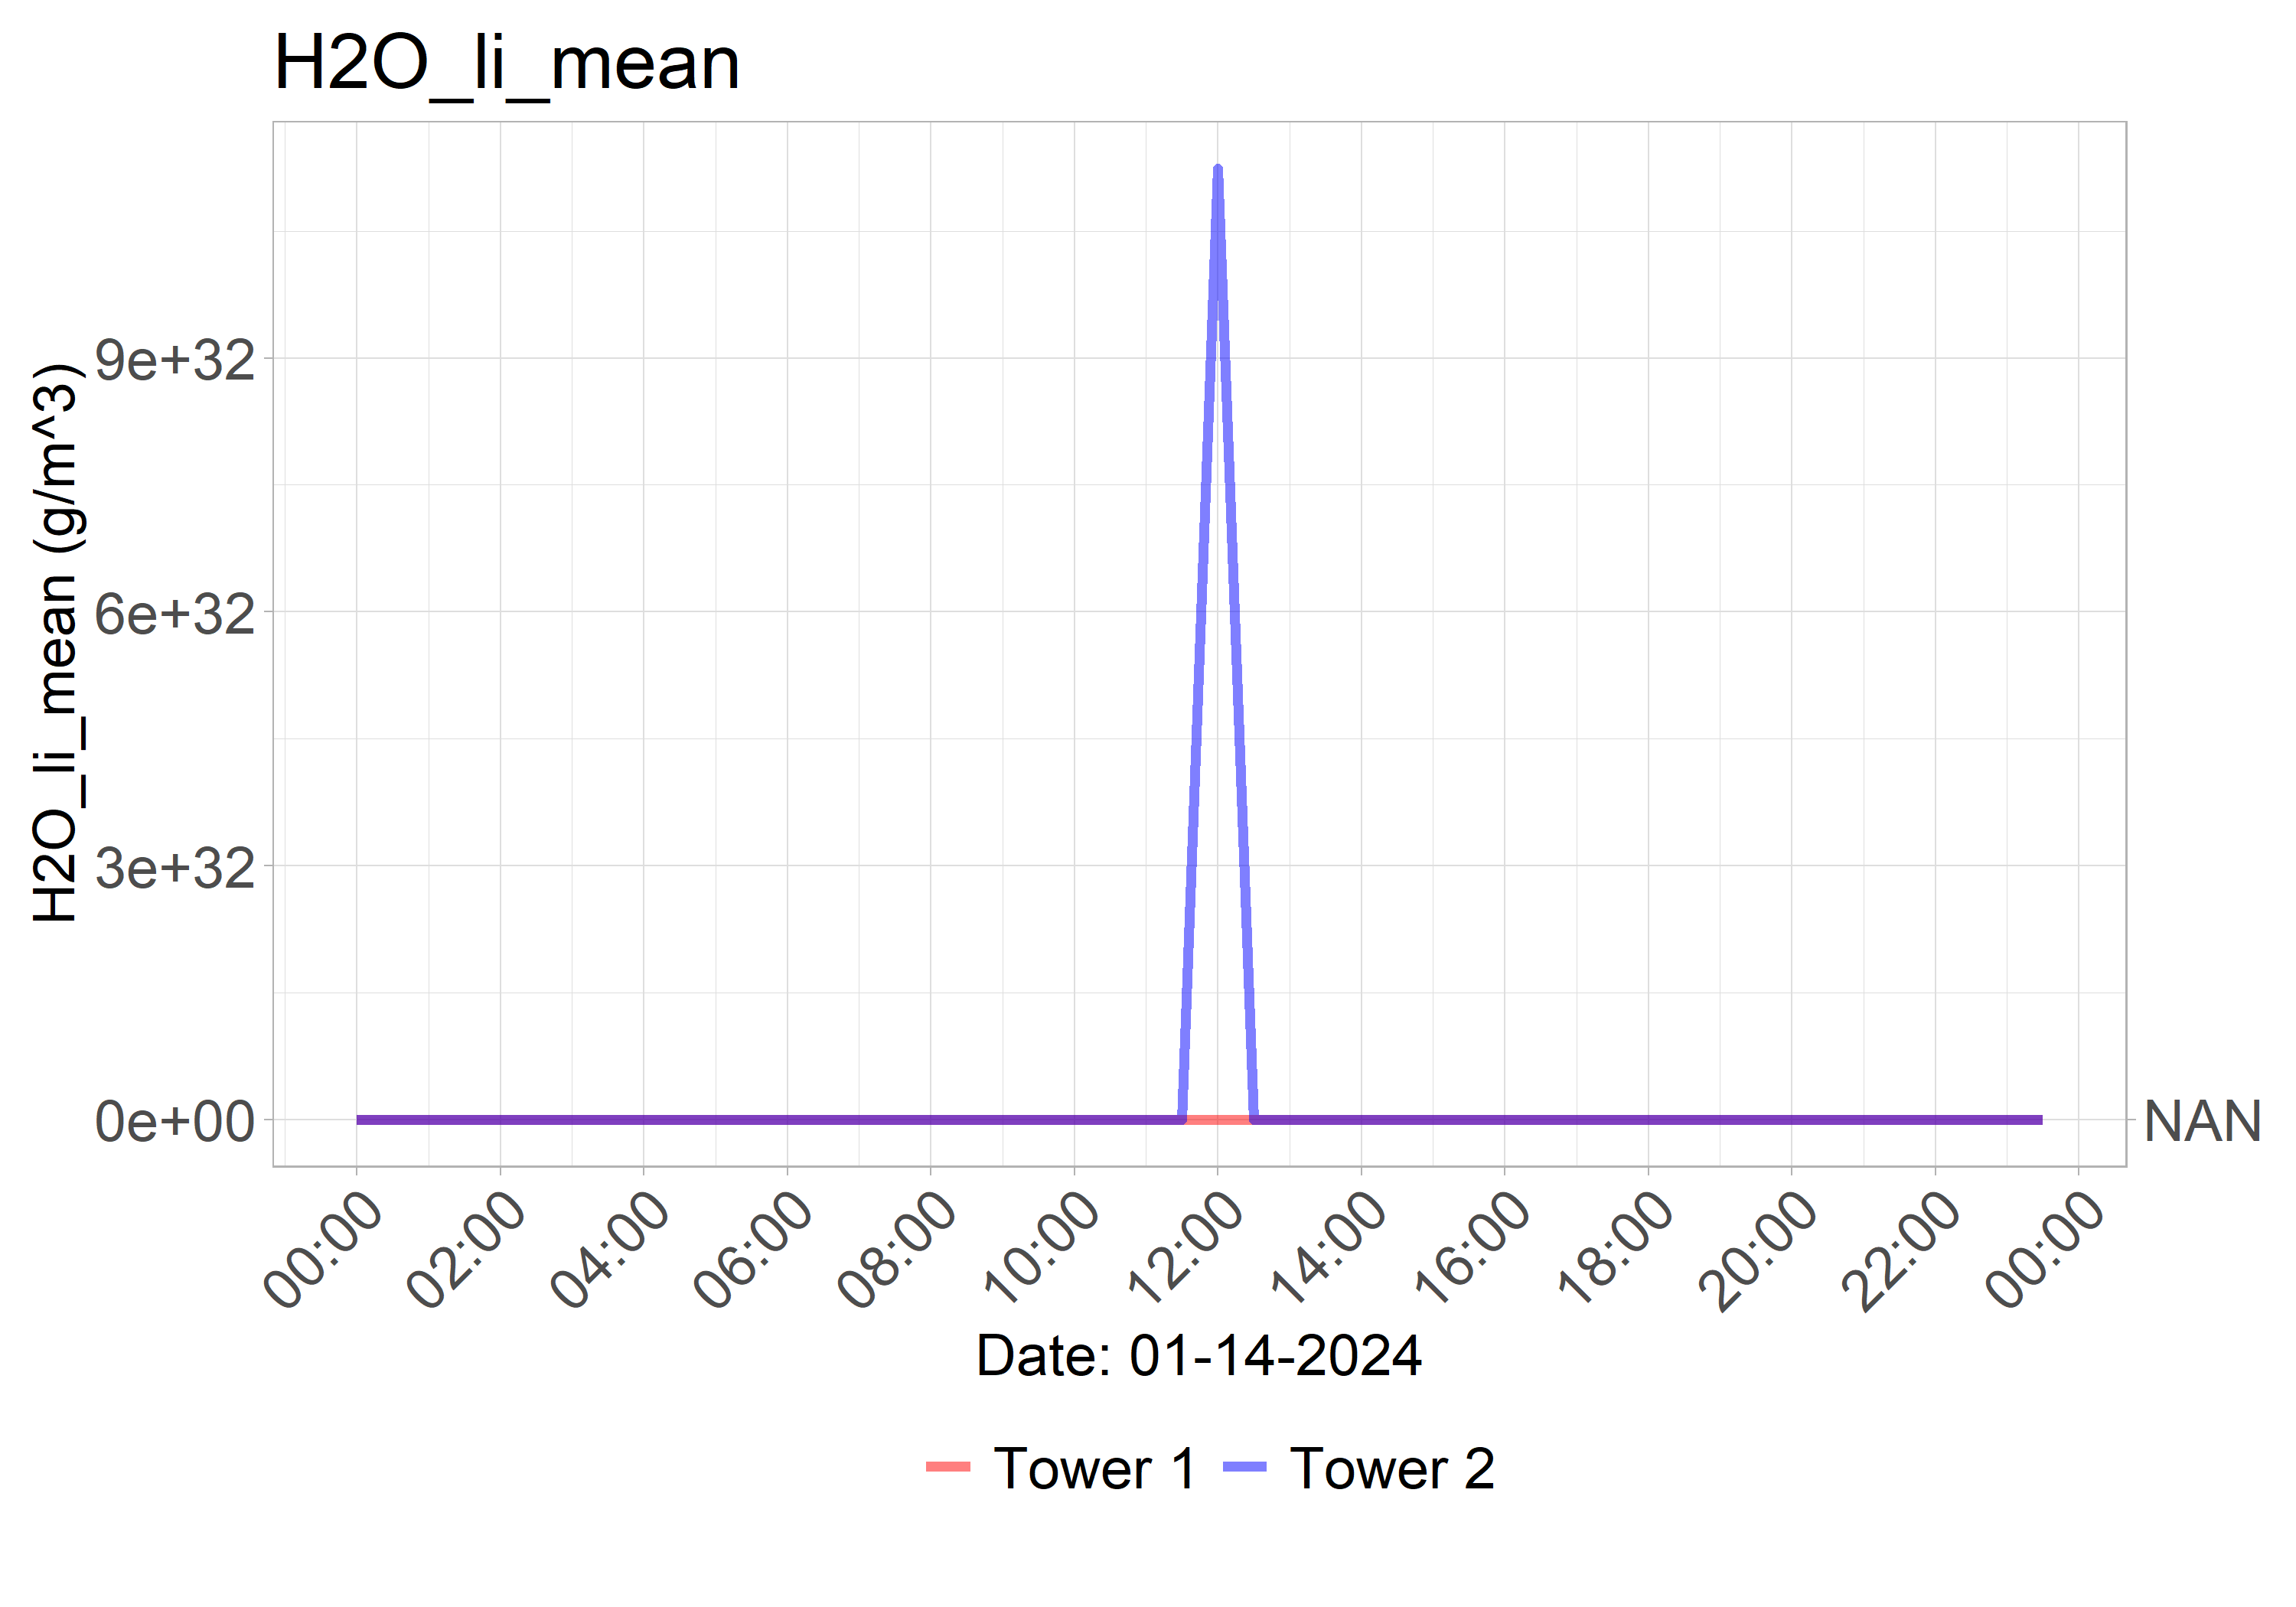 H2O_li_mean
H2O_li_mean (g/m^3)
9e+32
6e+32
3e+32
0e+00
NAN
00:00 02:00 04:00 06:00 08:00 10:00 12:00 14:00 16:00 18:00 20:00 22:00 00:00
Date: 01-14-2024
Tower 1 Tower 2